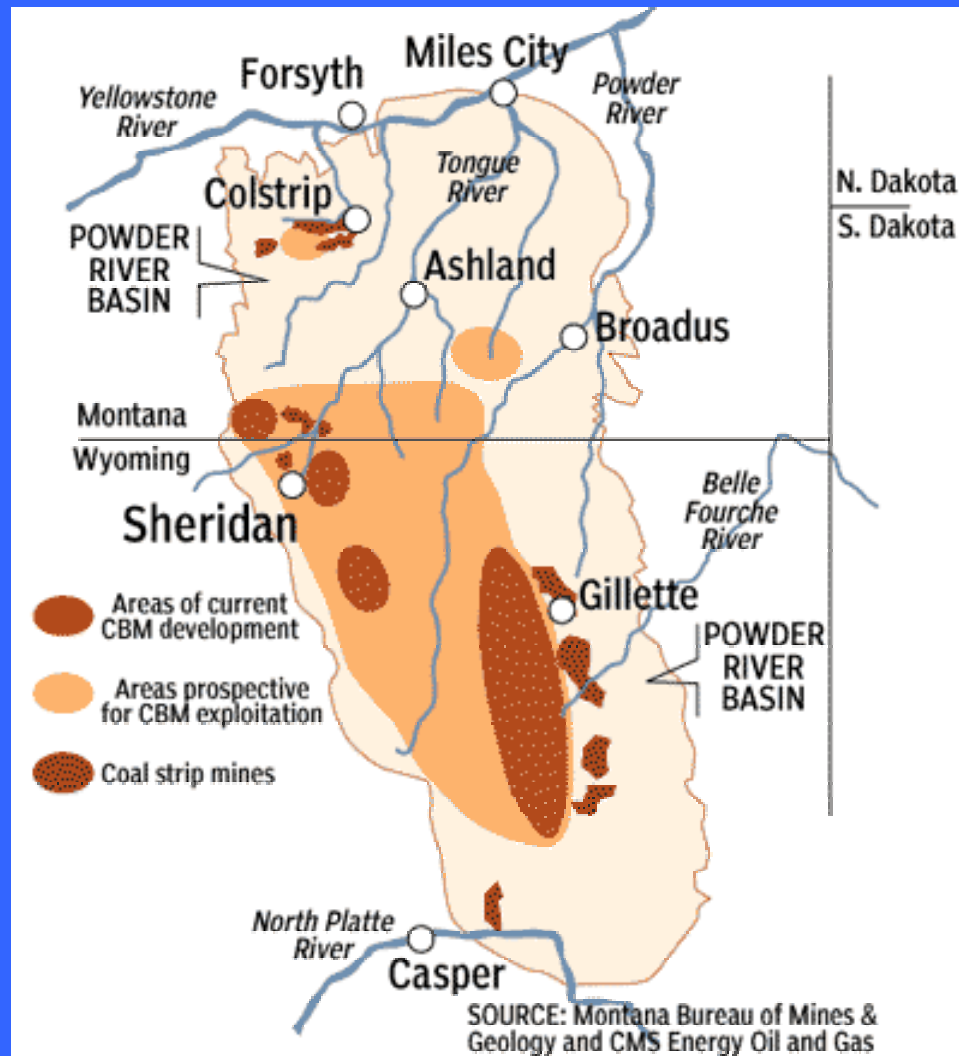 Miles City
Forsyth
Yellowstone
River
Powder
River
Tongue
River
N. Dakota
S. Dakota
Colstrip
POWDER
RIVER
BASIN
Ashland
Broadus
Montana
Wyoming
Sheridan
Belle
Fourche
River
Areas of current
CBM development
Gillette
POWDER
RIVER
BASIN
Areas prospective
for CBM exploitation
Coal strip mines
North Platte
River
Casper
SOURCE: Montana Bureau of Mines &
Geology and CMS Energy Oil and Gas